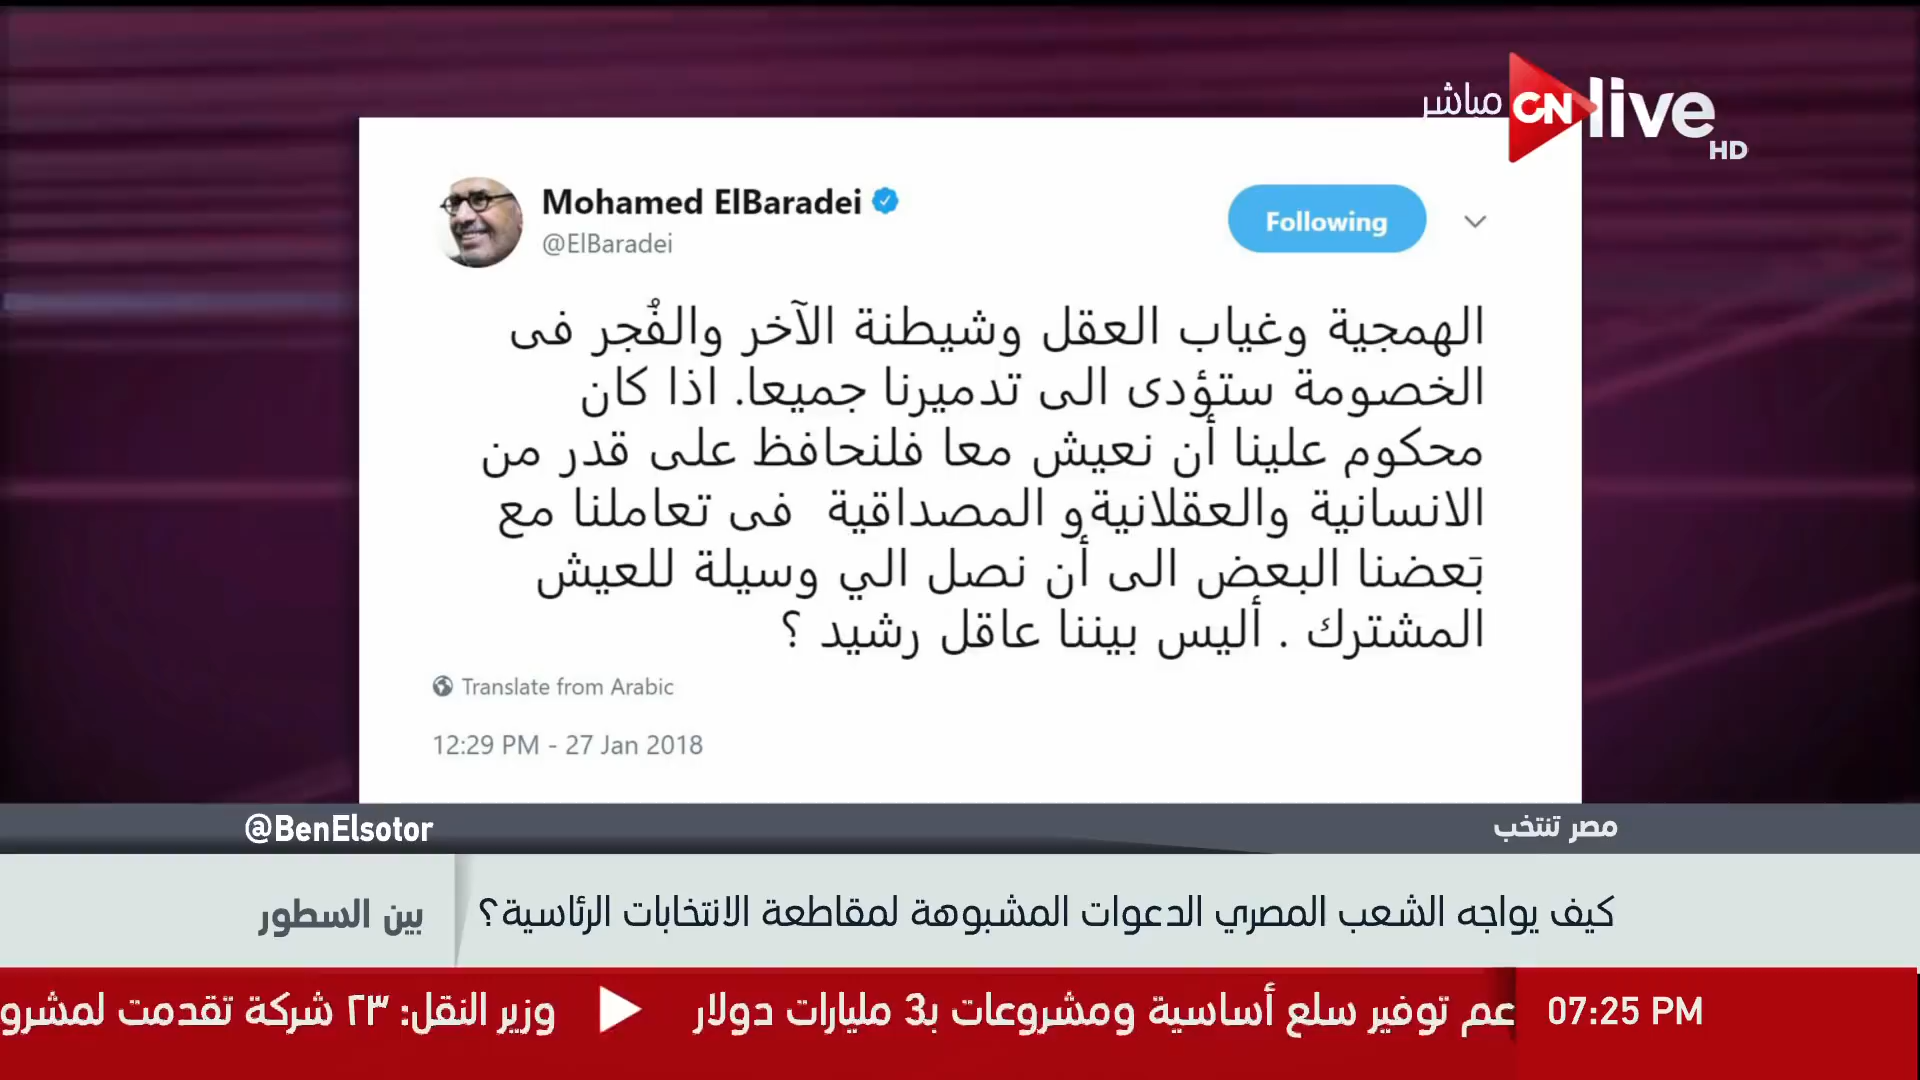 مباشر ON live
HD
Mohamed ElBaradei
@ElBaradei
Following
الهمجية وغياب العقل وشيطنة الآخر والفُجر فى
الخصومة ستؤدى الى تدميرنا جميعا. اذا كان
محكوم علينا أن نعيش معا فلنحافظ على قدر من
الانسانية والعقلانيةو المصداقية فى تعاملنا مع
بَعضنا البعض الى أن نصل الي وسيلة للعيش
المشترك . أليس بيننا عاقل رشيد ؟
Translate from Arabic
12:29 PM - 27 Jan 2018
مصر تنتخب
@BenElsotor
كيف يواجه الشعب المصري الدعوات المشبوهة لمقاطعة الانتخابات الرئاسية؟
بين السطور
07:25 PM
عم توفير سلع أساسية ومشروعات بـ3 مليارات دولار
وزير النقل: ٢٣ شركة تقدمت لمشرو